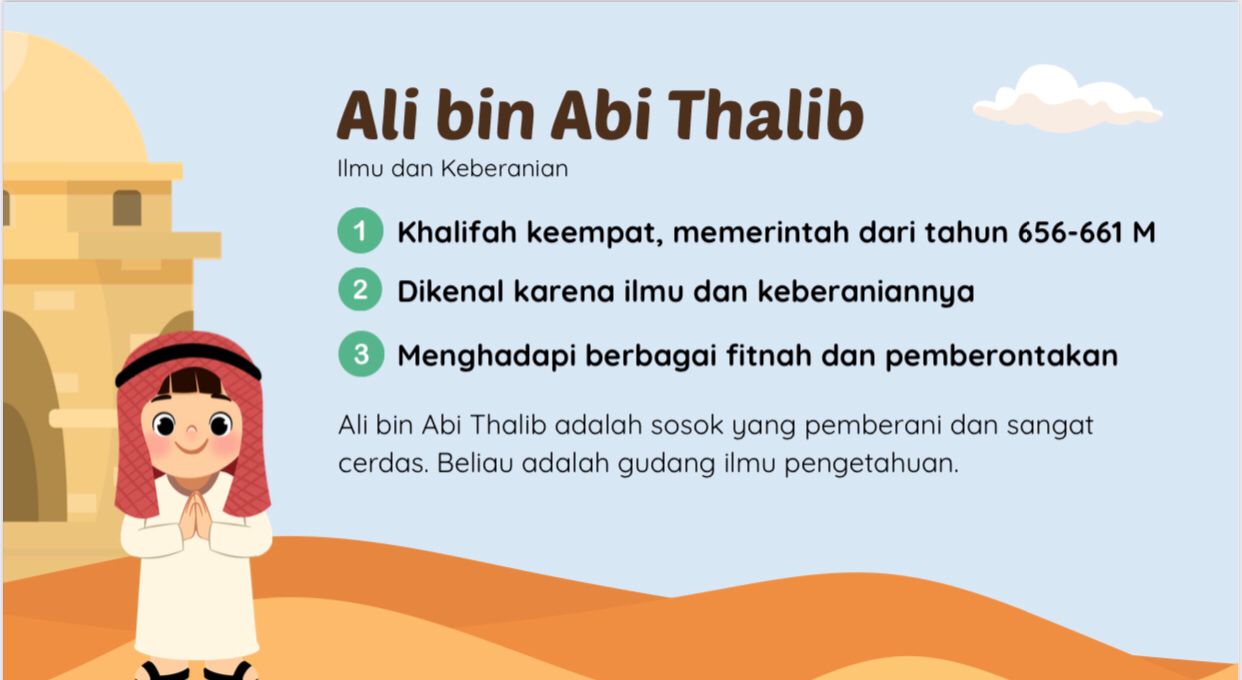 Ali bin Abi Thalib
Ilmu dan Keberanian
1 Khalifah keempat, memerintah dari tahun 656-661 M
2 Dikenal karena ilmu dan keberaniannya
3 Menghadapi berbagai fitnah dan pemberontakan
Ali bin Abi Thalib adalah sosok yang pemberani dan sangat
cerdas. Beliau adalah gudang ilmu pengetahuan.